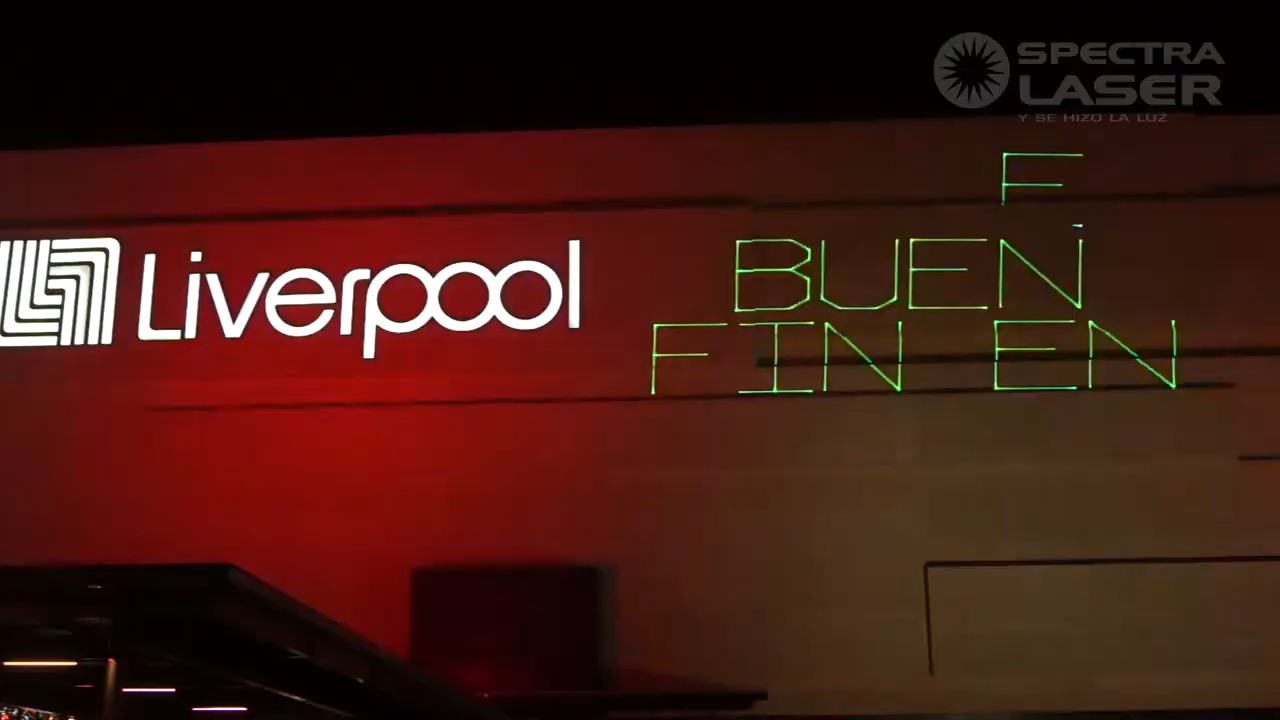 SPECTRA
LASER
Y SE HIZO LA LUZ
Liverpool
F
BUEN
FIN EN